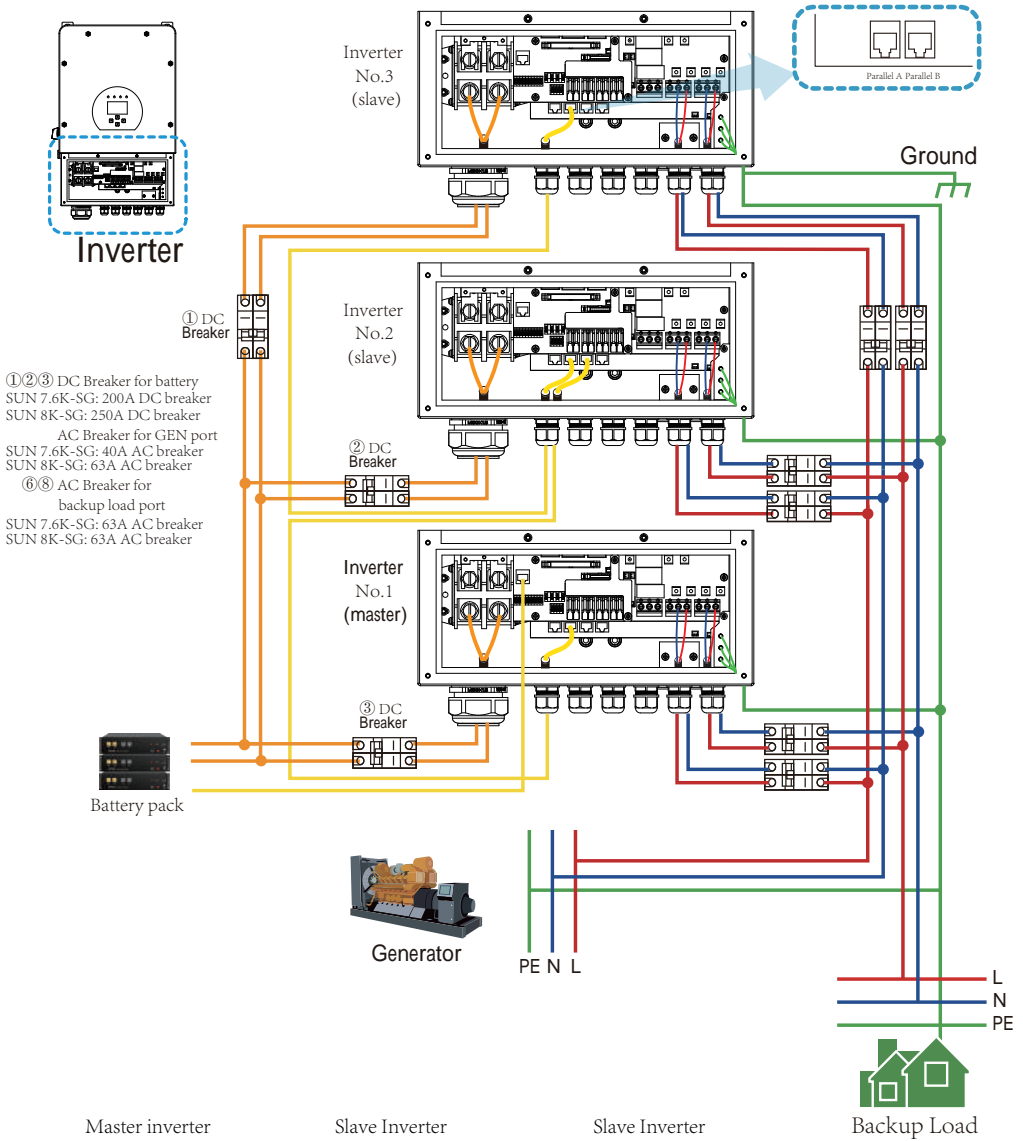 Inverter
No.3
(slave)
Parallel A Parallel B
Ground
Inverter
① DC
Breaker
Inverter
No.2
(slave)
①②③ DC Breaker for battery
SUN 7.6K-SG: 200A DC breaker
SUN 8K-SG: 250A DC breaker
AC Breaker for GEN port
SUN 7.6K-SG: 40A AC breaker
SUN 8K-SG: 63A AC breaker
⑥⑧ AC Breaker for
backup load port
SUN 7.6K-SG: 63A AC breaker
SUN 8K-SG: 63A AC breaker
② DC
Breaker
Inverter
No.1
(master)
③ DC
Breaker
Battery pack
Generator
PE N L
L
N
PE
Backup Load
Master inverter
Slave Inverter
Slave Inverter